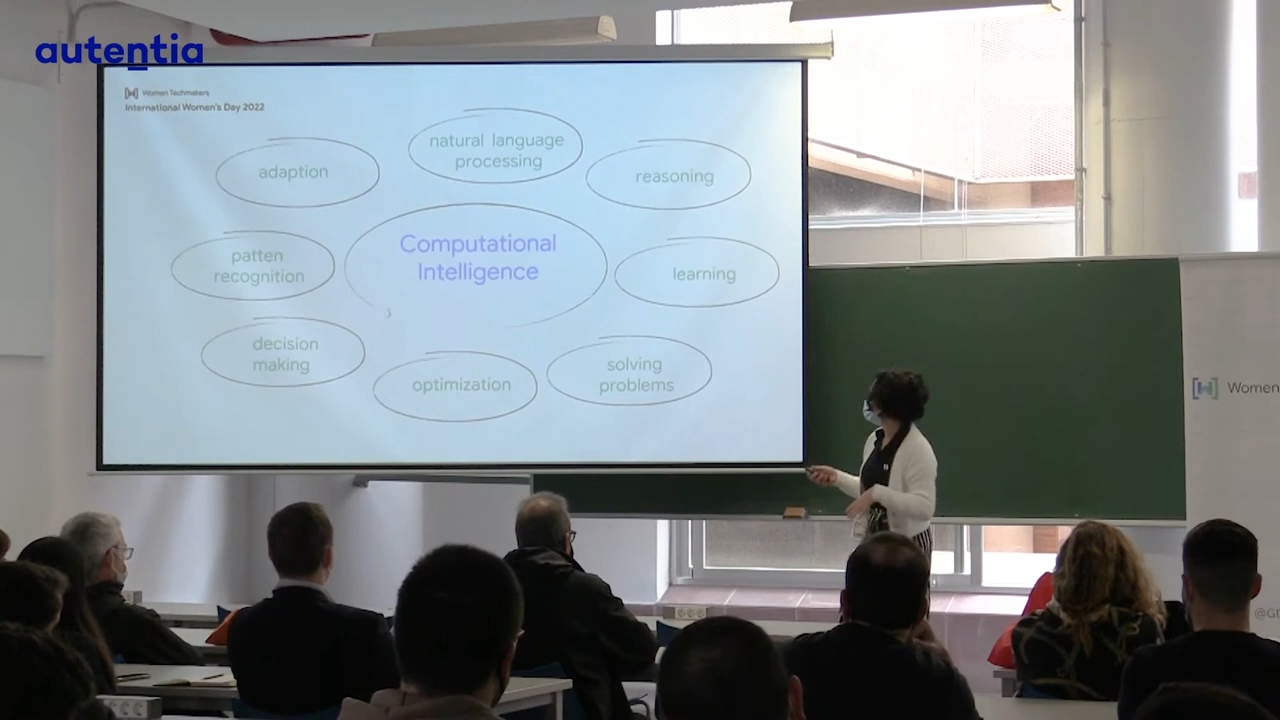 autentia
Women Techmakers
International Women's Day 2022
adaption
natural language
processing
reasoning
Computational
Intelligence
patten
recognition
learning
decision
making
optimization
solving
problems
Women